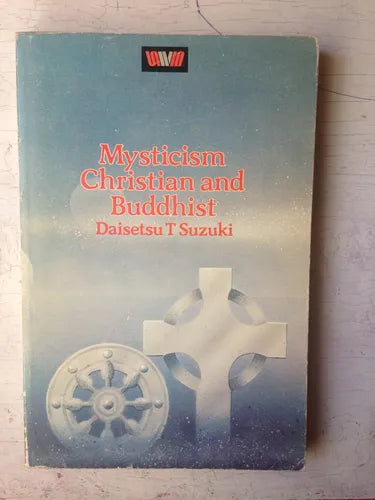 Mysticism
Christian and
Buddhist
Daisetsu T Suzuki